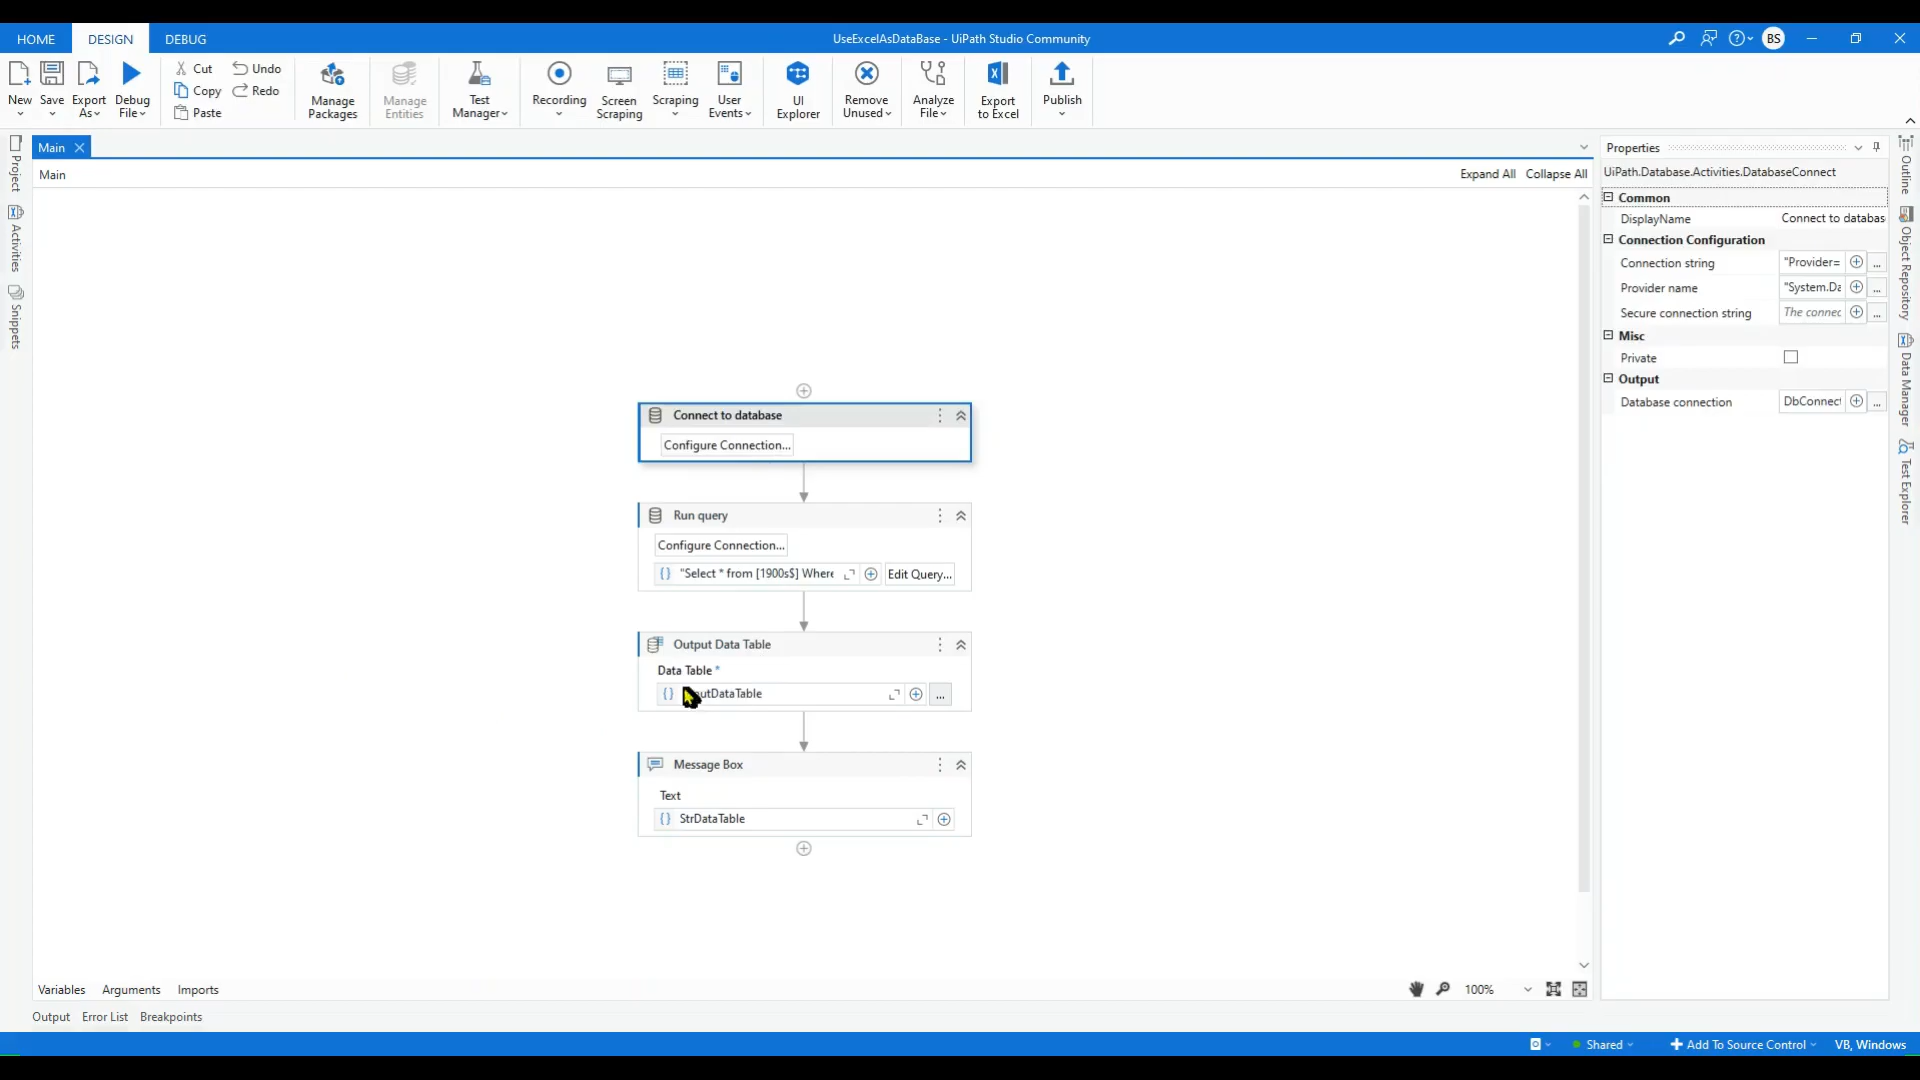 HOME DESIGN DEBUG UseExcelAsDataBase - UiPath Studio Community BS
New Save Export As Debug File
Cut Copy Paste Undo Redo
Manage Packages
Manage Entities
Test Manager
Recording
Screen Scraping
Scraping
User Events
UI Explorer
Remove Unused
Analyze File
Export to Excel
Publish
Project
Activities
Snippets
Main
Main Expand All Collapse All
Connect to database
Configure Connection...
Run query
Configure Connection...
"Select * from [1900s$] Where Edit Query...
Output Data Table
Data Table *
utDataTable ...
Message Box
Text
StrDataTable
Properties
UiPath.Database.Activities.DatabaseConnect
Common
DisplayName Connect to databas
Connection Configuration
Connection string "Provider= ...
Provider name "System.Da ...
Secure connection string The connec ...
Misc
Private
Output
Database connection DbConnect ...
Outline
Object Repository
Data Manager
Test Explorer
Variables Arguments Imports 100%
Output Error List Breakpoints
Shared Add To Source Control VB, Windows